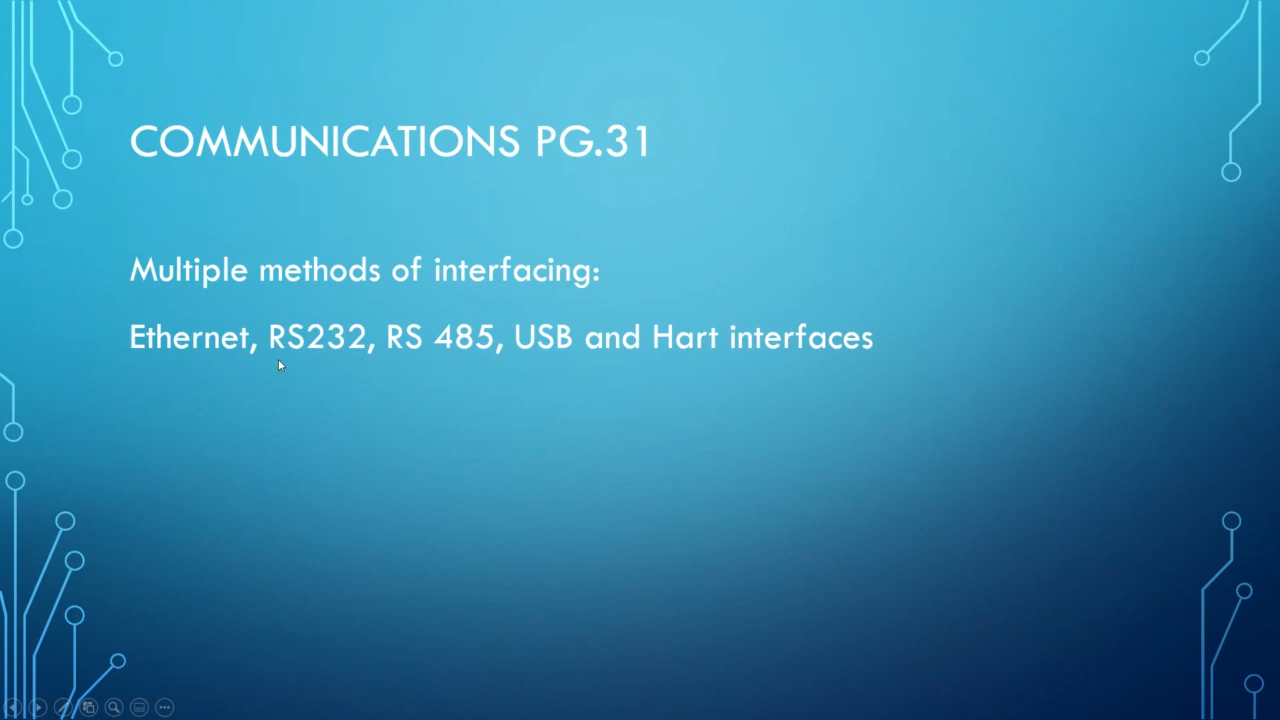 COMMUNICATIONS PG.31
Multiple methods of interfacing:
Ethernet, RS232, RS 485, USB and Hart interfaces